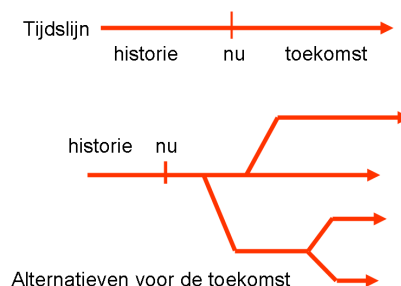 Tijdslijn
historie nu toekomst
historie nu
Alternatieven voor de toekomst